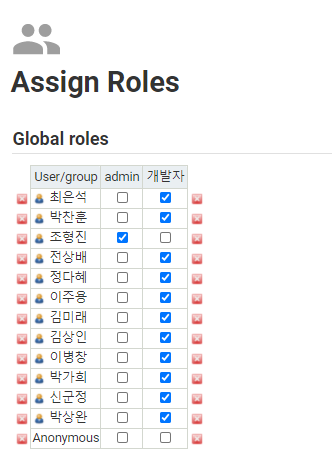 Assign Roles
Global roles
User/group admin 개발자
최은석
박찬훈
조형진
전상배
정다혜
이주용
김미래
김상인
이병창
박가희
신군정
박상완
Anonymous